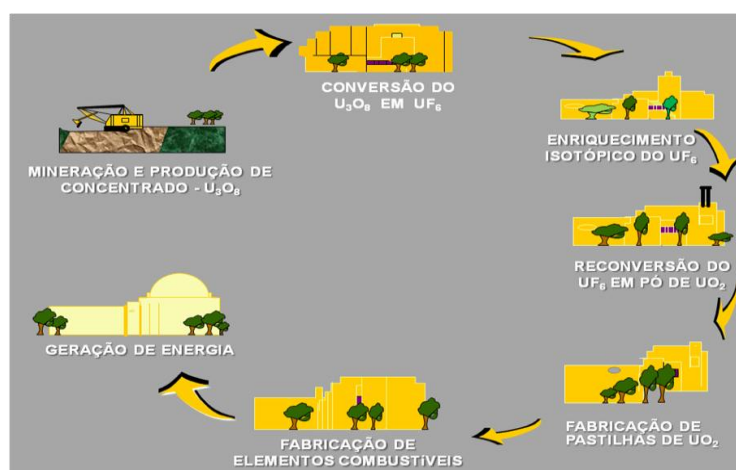 MINERAÇÃO E PRODUÇÃO DE
CONCENTRADO - U₃O₈
CONVERSÃO DO
U₃O₈ EM UF₆
ENRIQUECIMENTO
ISOTÓPICO DO UF₆
RECONVERSÃO DO
UF₆ EM PÓ DE UO₂
FABRICAÇÃO DE
PASTILHAS DE UO₂
FABRICAÇÃO DE
ELEMENTOS COMBUSTíVEIS
GERAÇÃO DE ENERGIA